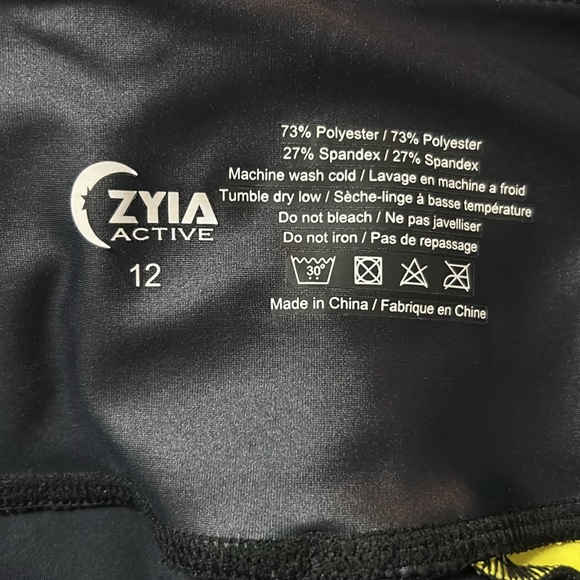 ZYIA
ACTIVE
12
73% Polyester / 73% Polyester
27% Spandex / 27% Spandex
Machine wash cold / Lavage en machine a froid
Tumble dry low / Sèche-linge à basse température
Do not bleach / Ne pas javelliser
Do not iron / Pas de repassage
30°
Made in China / Fabrique en Chine